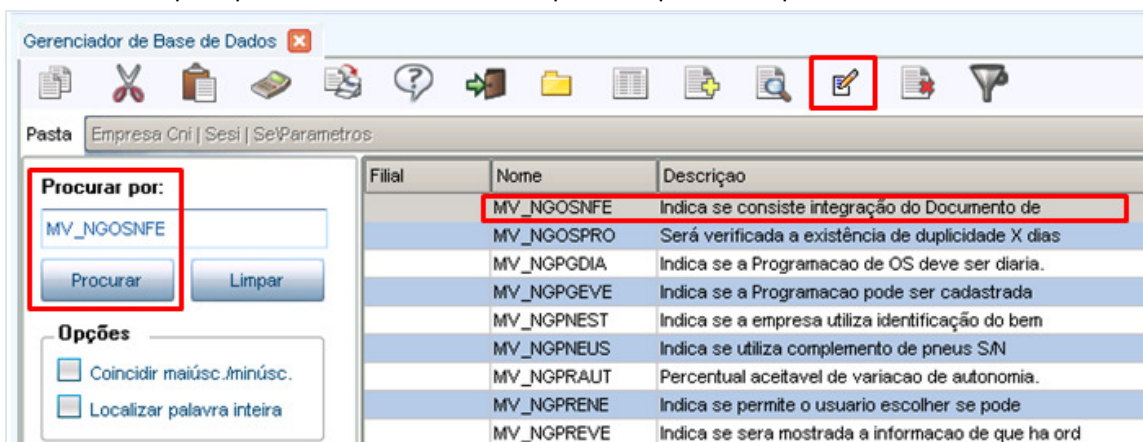 Gerenciador de Base de Dados
Pasta Empresa Cni | Sesi | Se\Parametros
Procurar por:
MV_NGOSNFE
Procurar Limpar
Opções
Coincidir maiúsc./minúsc.
Localizar palavra inteira
Filial Nome Descriçao
MV_NGOSNFE Indica se consiste integração do Documento de
MV_NGOSPRO Será verificada a existência de duplicidade X dias
MV_NGPGDIA Indica se a Programacao de OS deve ser diaria.
MV_NGPGEVE Indica se a Programacao pode ser cadastrada
MV_NGPNEST Indica se a empresa utiliza identificação do bem
MV_NGPNEUS Indica se utiliza complemento de pneus S/N
MV_NGPRAUT Percentual aceitavel de variacao de autonomia.
MV_NGPRENE Indica se permite o usuario escolher se pode
MV_NGPREVE Indica se sera mostrada a informacao de que ha ord